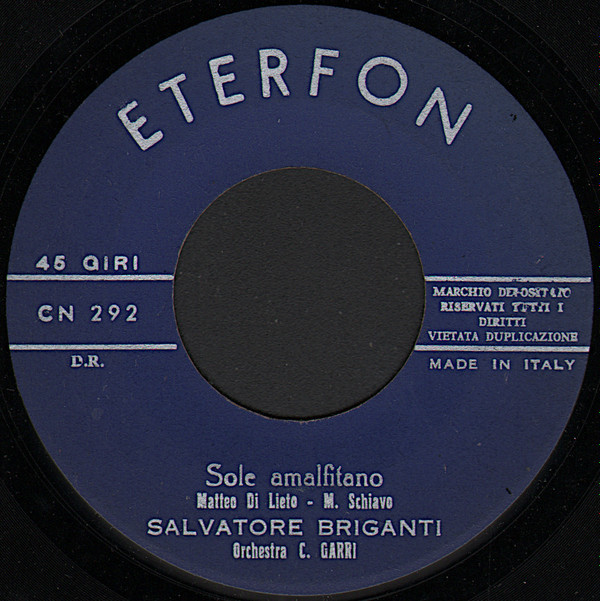 ETERFON
45 GIRI
CN 292
D.R.
MARCHIO DEPOSITATO
RISERVATI TUTTI I
DIRITTI
VIETATA DUPLICAZIONE
MADE IN ITALY
Sole amalfitano
Matteo Di Lieto - M. Schiavo
SALVATORE BRIGANTI
Orchestra C. GARRI